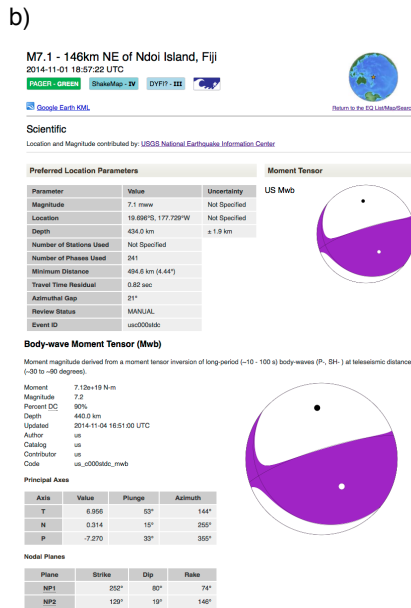 b)
M7.1 - 146km NE of Ndoi Island, Fiji
2014-11-01 18:57:22 UTC
PAGER - GREEN ShakeMap - IV DYFI? - III
Google Earth KML
Return to the EQ List/Map/Searc
Scientific
Location and Magnitude contributed by: USGS National Earthquake Information Center
Preferred Location Parameters
Moment Tensor
Parameter Value Uncertainty
US Mwb
Magnitude 7.1 mww Not Specified
Location 19.696°S, 177.729°W Not Specified
Depth 434.0 km ± 1.9 km
Number of Stations Used Not Specified
Number of Phases Used 241
Minimum Distance 494.6 km (4.44°)
Travel Time Residual 0.82 sec
Azimuthal Gap 21°
Review Status MANUAL
Event ID usc000stdc
Body-wave Moment Tensor (Mwb)
Moment magnitude derived from a moment tensor inversion of long-period (~10 - 100 s) body-waves (P-, SH- ) at teleseismic distance
(~30 to ~90 degrees).
Moment 7.12e+19 N-m
Magnitude 7.2
Percent DC 90%
Depth 440.0 km
Updated 2014-11-04 16:51:00 UTC
Author us
Catalog us
Contributor us
Code us_c000stdc_mwb
Principal Axes
Axis Value Plunge Azimuth
T 6.956 53° 144°
N 0.314 15° 255°
P -7.270 33° 355°
Nodal Planes
Plane Strike Dip Rake
NP1 252° 80° 74°
NP2 129° 19° 146°